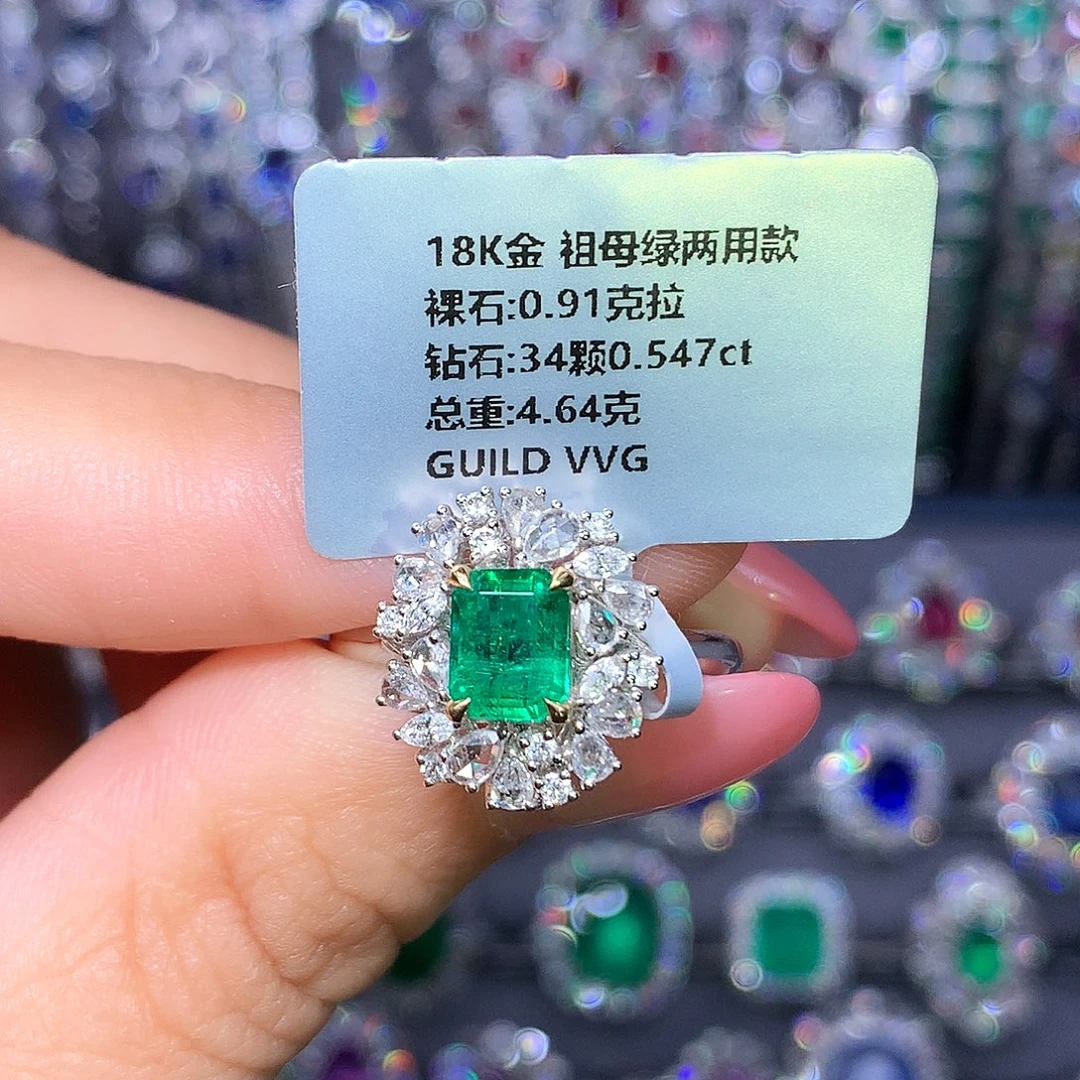 18K金 祖母绿两用款
裸石:0.91克拉
钻石:34颗0.547ct
总重:4.64克
GUILD VVG